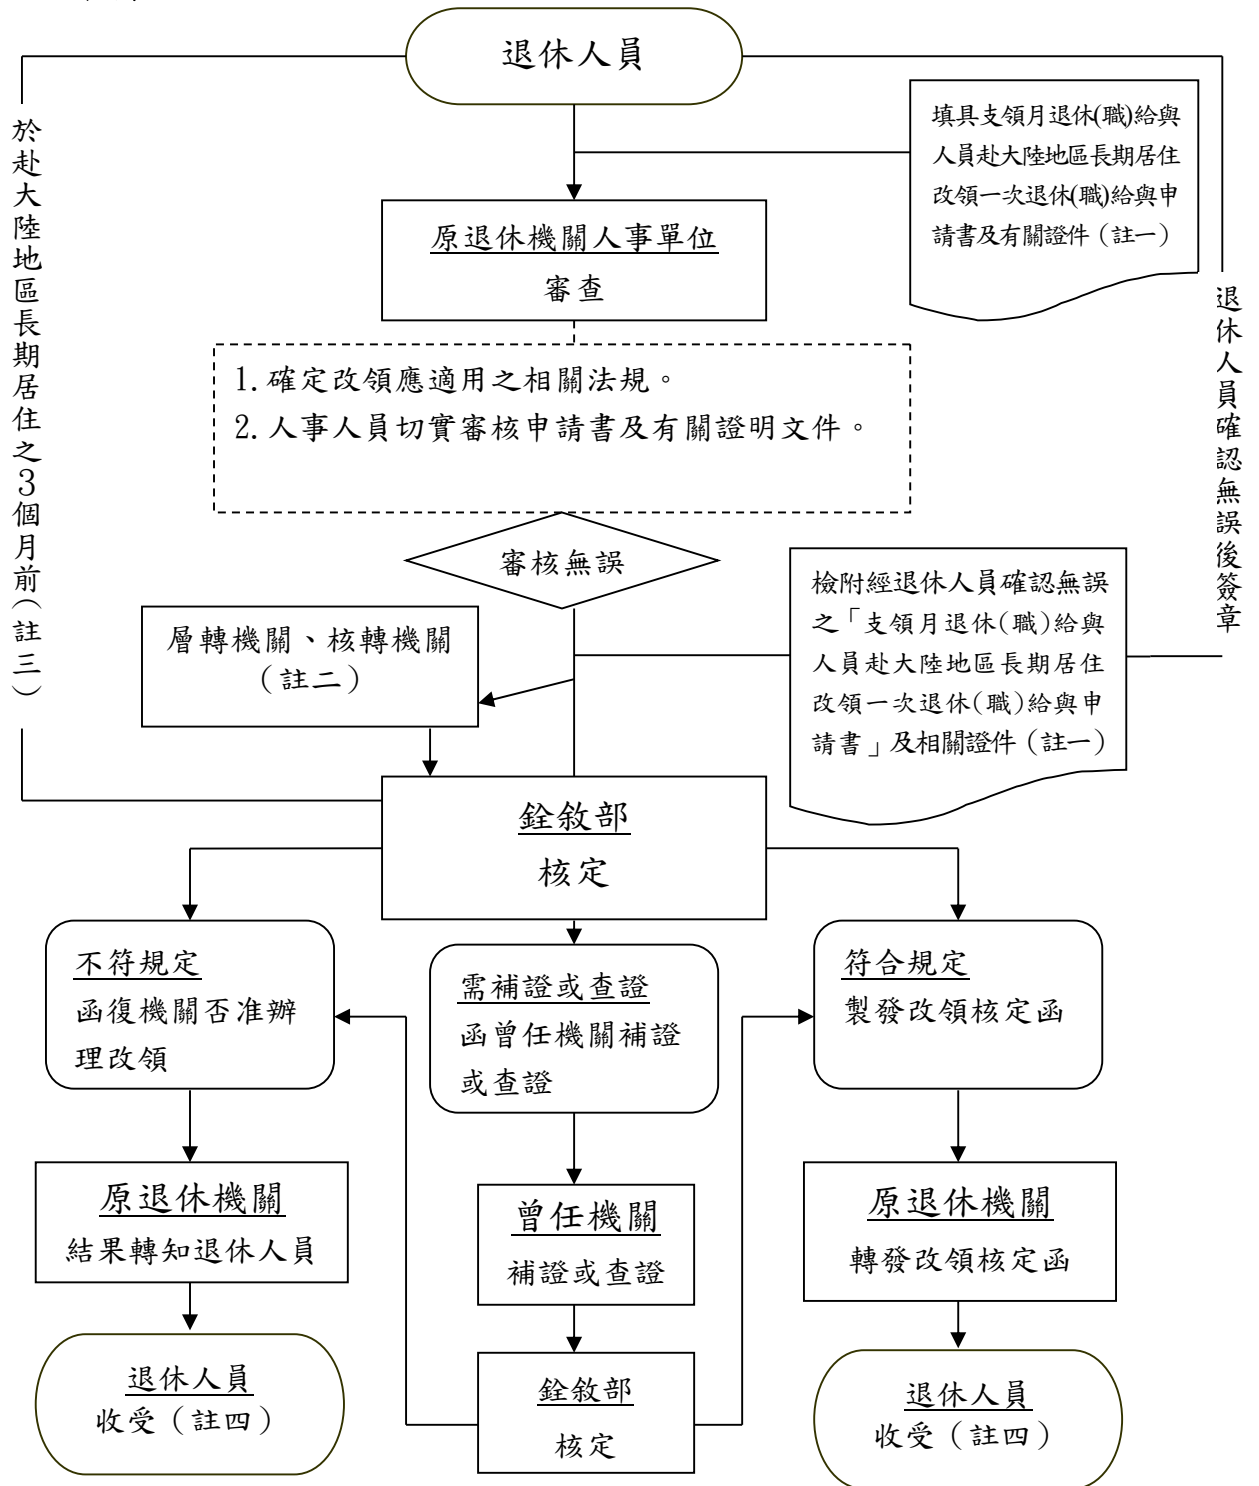 退休人員
填具支領月退休(職)給與
人員赴大陸地區長期居住
改領一次退休(職)給與申
請書及有關證件（註一）
於赴大陸地區長期居住之3個月前（註三）
原退休機關人事單位
審查
退休人員確認無誤後簽章
1.確定改領應適用之相關法規。
2.人事人員切實審核申請書及有關證明文件。
審核無誤
檢附經退休人員確認無誤
之「支領月退休(職)給與
人員赴大陸地區長期居住
改領一次退休(職)給與申
請書」及相關證件（註一）
層轉機關、核轉機關
（註二）
銓敘部
核定
不符規定
函復機關否准辦
理改領
需補證或查證
函曾任機關補證
或查證
符合規定
製發改領核定函
原退休機關
結果轉知退休人員
曾任機關
補證或查證
原退休機關
轉發改領核定函
退休人員
收受（註四）
銓敘部
核定
退休人員
收受（註四）